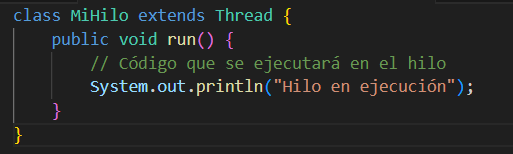 class MiHilo extends Thread {
    public void run() {
        // Código que se ejecutará en el hilo
        System.out.println("Hilo en ejecución");
    }
}